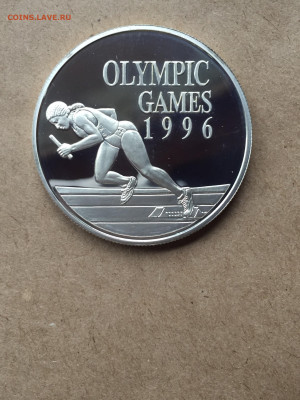 COINS.LAVE.RU
OLYMPIC
GAMES
1996